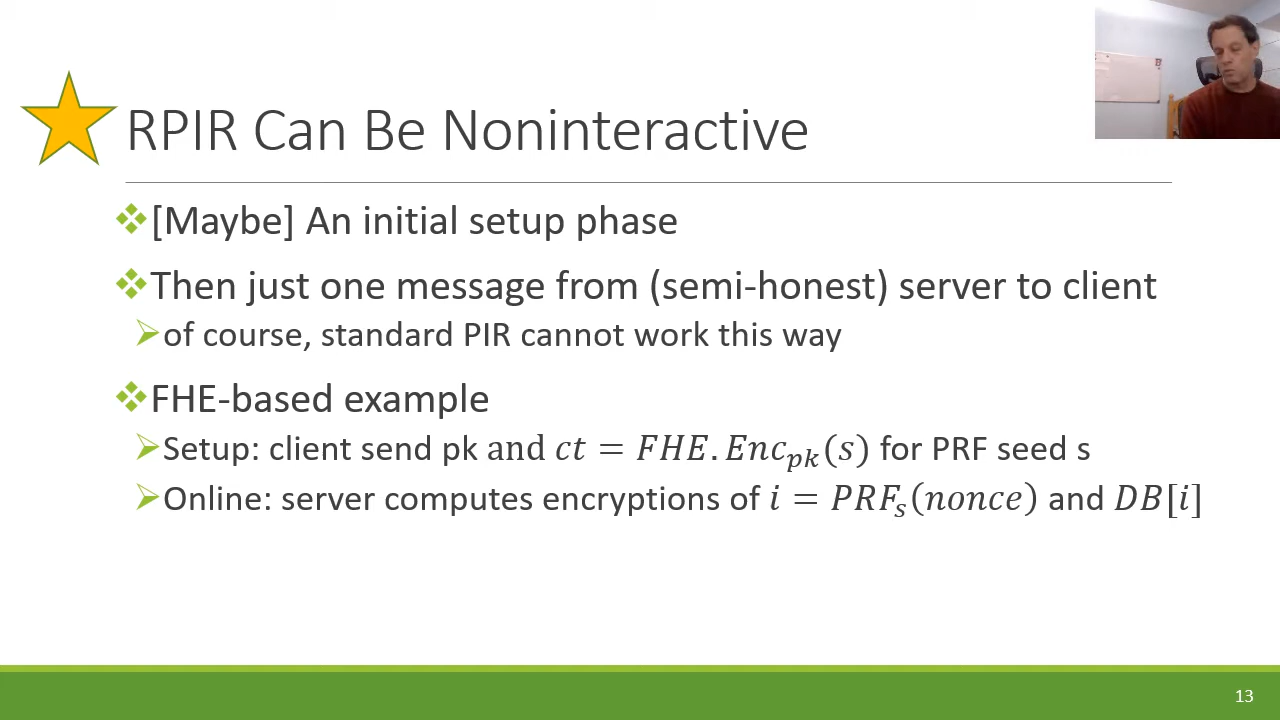 RPIR Can Be Noninteractive
[Maybe] An initial setup phase
Then just one message from (semi-honest) server to client
of course, standard PIR cannot work this way
FHE-based example
Setup: client send pk and ct = FHE.Enc_pk(s) for PRF seed s
Online: server computes encryptions of i = PRF_s(nonce) and DB[i]
13